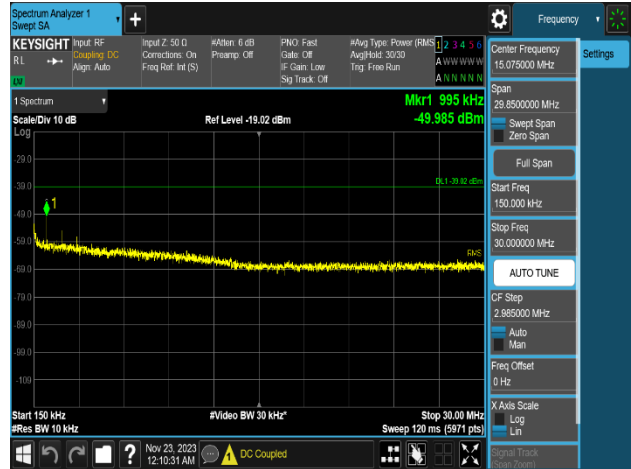 Spectrum Analyzer 1
Swept SA
Frequency
KEYSIGHT
RL
Input: RF
Coupling: DC
Align: Auto
Input Z: 50 Ω
Corrections: On
Freq Ref: Int (S)
#Atten: 6 dB
Preamp: Off
PNO: Fast
Gate: Off
IF Gain: Low
Sig Track: Off
#Avg Type: Power (RMS
Avg|Hold: 30/30
Trig: Free Run
1 2 3 4 5 6
A W W W W W
A N N N N N
1 Spectrum
Scale/Div 10 dB
Log
Ref Level -19.02 dBm
Mkr1 995 kHz
-49.985 dBm
-29.0
-39.0
-49.0
-59.0
-69.0
-79.0
-89.0
-99.0
-109
DL1 -39.02 dBm
1
RMS
Start 150 kHz
#Res BW 10 kHz
#Video BW 30 kHz*
Stop 30.00 MHz
Sweep 120 ms (5971 pts)
Center Frequency
15.075000 MHz
Settings
Span
29.8500000 MHz
Swept Span
Zero Span
Full Span
Start Freq
150.000 kHz
Stop Freq
30.000000 MHz
AUTO TUNE
CF Step
2.985000 MHz
Auto
Man
Freq Offset
0 Hz
X Axis Scale
Log
Lin
Signal Track
(Span Zoom)
?
Nov 23, 2023
12:10:31 AM
DC Coupled